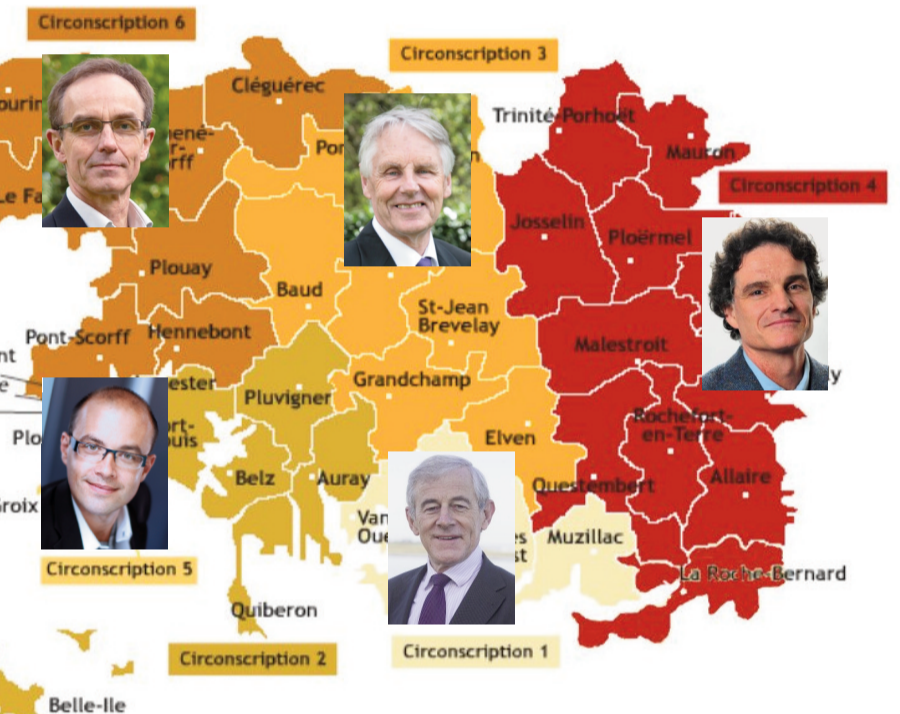 Circonscription 6
Circonscription 3
Cléguérec
Trinité-Porhoët
Mauron
Circonscription 4
Josselin
Ploërmel
Plouay
Baud
St-Jean
Brevelay
Pont-Scorff
Hennebont
Malestroit
Grandchamp
Pluvigner
Rochefort-
en-Terre
Elven
Belz
Auray
Questembert
Allaire
Muzillac
Circonscription 5
La Roche-Bernard
Quiberon
Circonscription 2
Circonscription 1
Belle-Ile